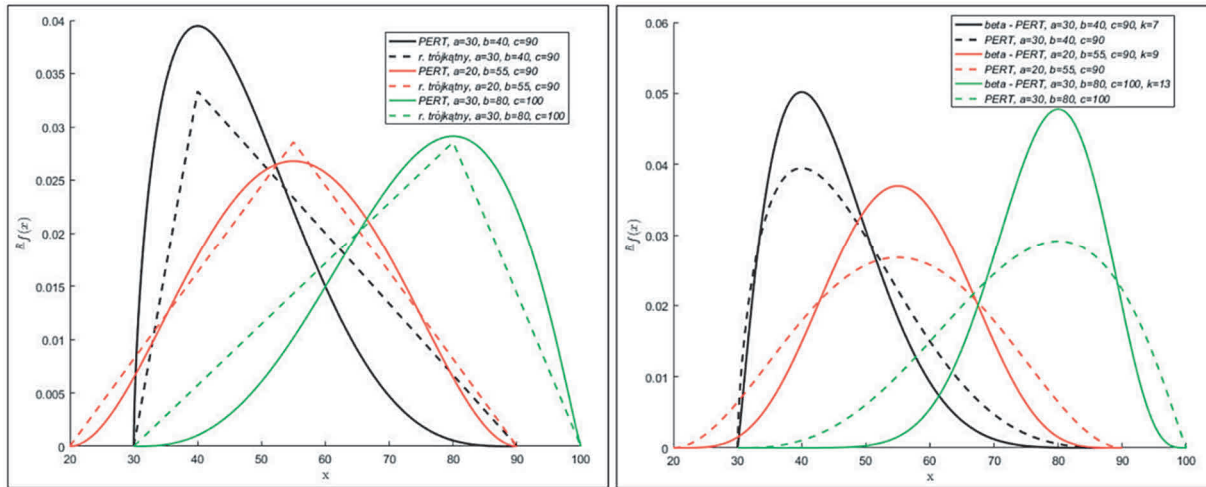 0.04
0.035
0.03
0.025
0.02
0.015
0.01
0.005
0
f(x)
20 30 40 50 60 70 80 90 100
x
PERT, a=30, b=40, c=90
r. trójkątny, a=30, b=40, c=90
PERT, a=20, b=55, c=90
r. trójkątny, a=20, b=55, c=90
PERT, a=30, b=80, c=100
r. trójkątny, a=30, b=80, c=100
0.06
0.05
0.04
0.03
0.02
0.01
0
f(x)
20 30 40 50 60 70 80 90 100
x
beta - PERT, a=30, b=40, c=90, k=7
PERT, a=30, b=40, c=90
beta - PERT, a=20, b=55, c=90, k=9
PERT, a=20, b=55, c=90
beta - PERT, a=30, b=80, c=100, k=13
PERT, a=30, b=80, c=100